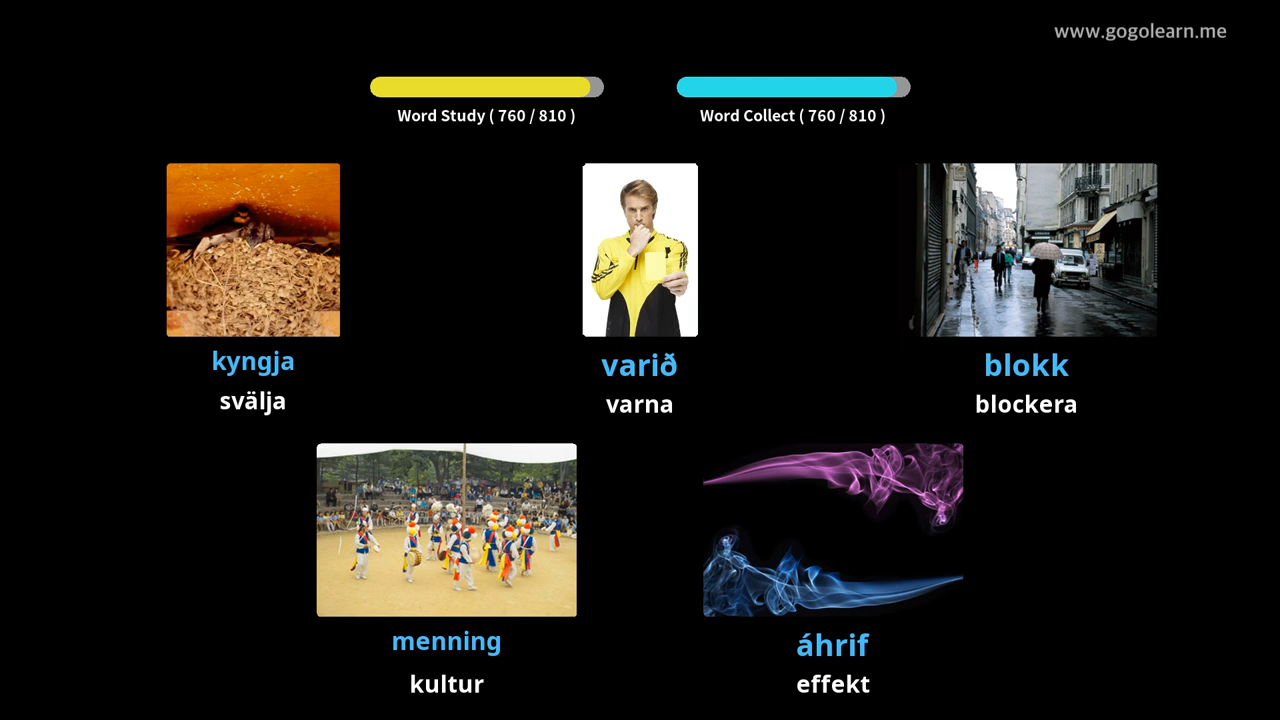 www.gogolearn.me
Word Study ( 760 / 810 )
Word Collect ( 760 / 810 )
kyngja
svälja
varið
varna
blokk
blockera
menning
kultur
áhrif
effekt